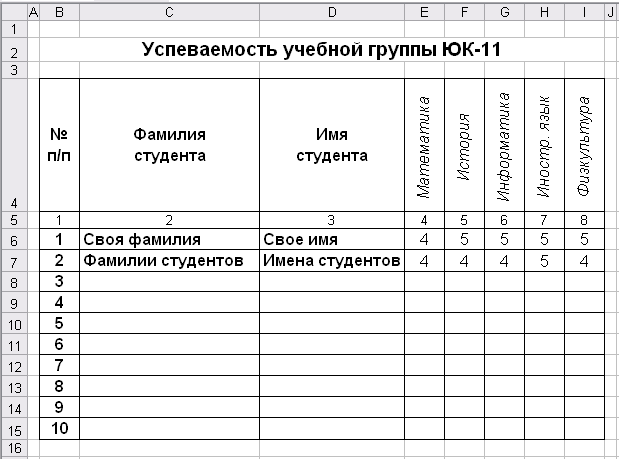 A B C D E F G H I J
1
2 Успеваемость учебной группы ЮК-11
3
4 № п/п Фамилия студента Имя студента Математика История Информатика Иностр. язык Физкультура
5 1 2 3 4 5 6 7 8
6 1 Своя фамилия Свое имя 4 5 5 5 5
7 2 Фамилии студентов Имена студентов 4 4 4 5 4
8 3
9 4
10 5
11 6
12 7
13 8
14 9
15 10
16